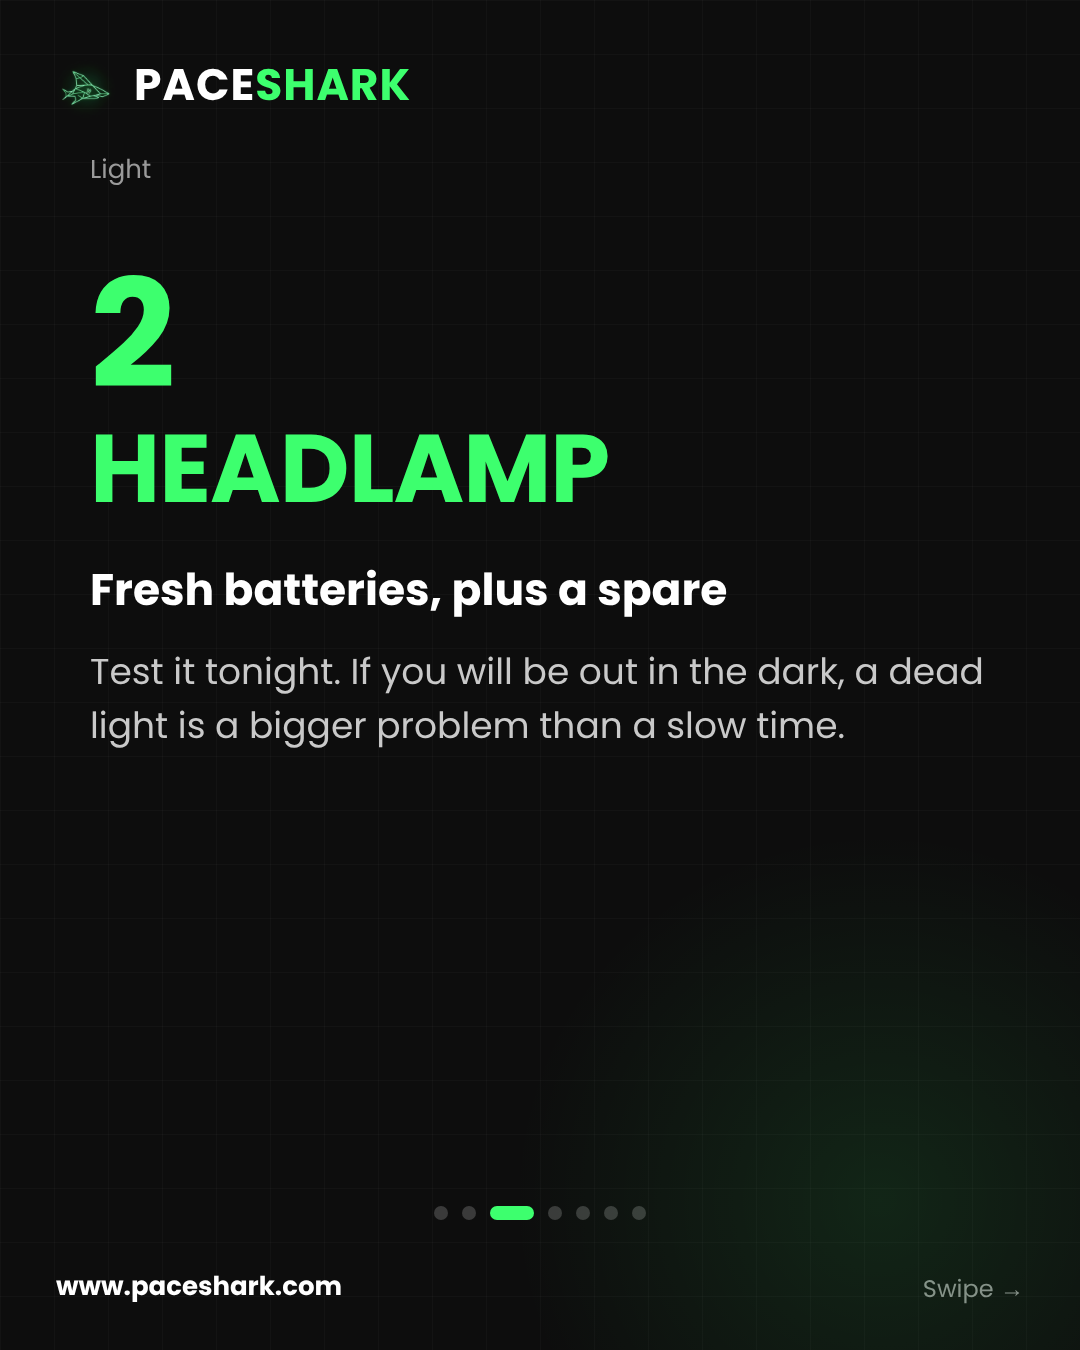 PACESHARK
Light
2
HEADLAMP
Fresh batteries, plus a spare
Test it tonight. If you will be out in the dark, a dead
light is a bigger problem than a slow time.
www.paceshark.com
Swipe →